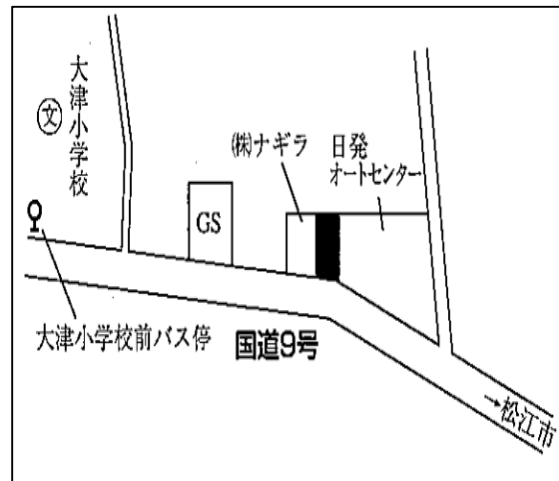 大津小学校
文
(株)ナギラ
日発
オートセンター
GS
大津小学校前バス停
国道9号
→松江市